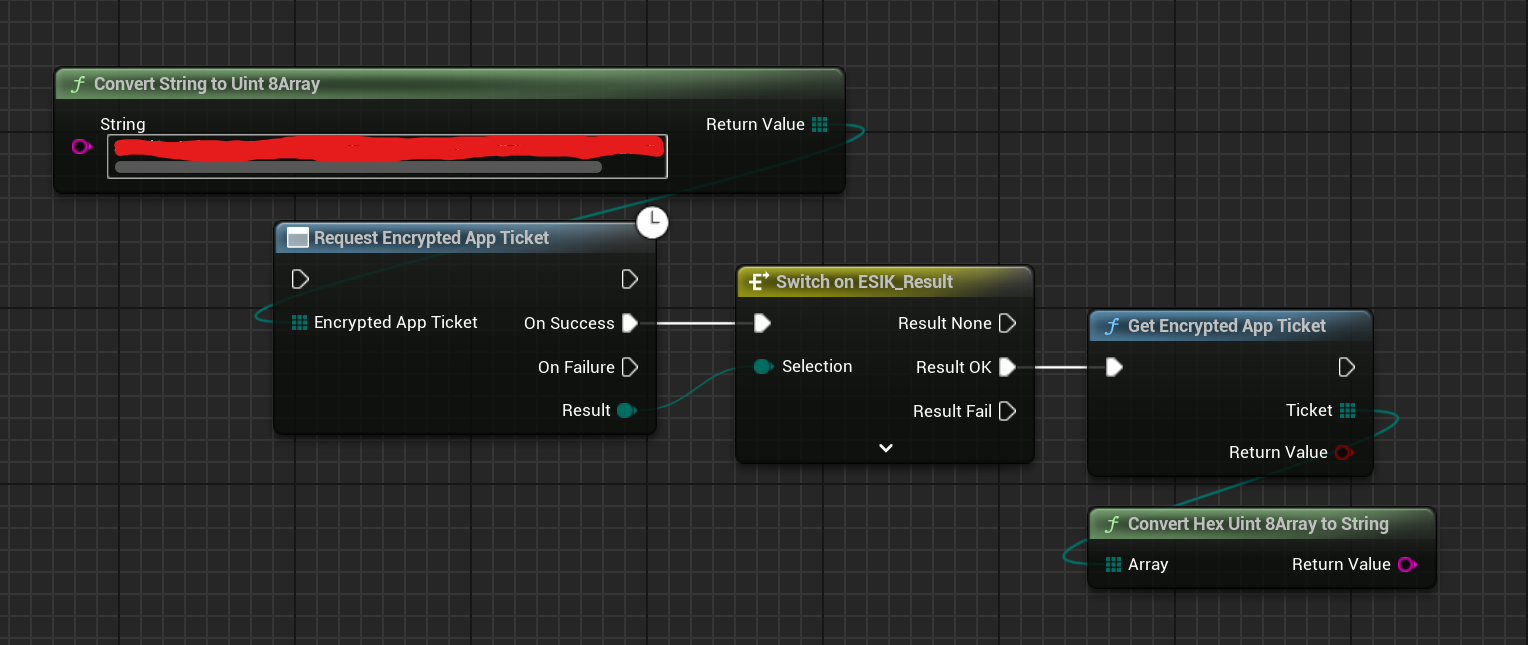 Convert String to Uint 8Array
String
Return Value
Request Encrypted App Ticket
Encrypted App Ticket
On Success
On Failure
Result
Switch on ESIK_Result
Selection
Result None
Result OK
Result Fail
Get Encrypted App Ticket
Ticket
Return Value
Convert Hex Uint 8Array to String
Array
Return Value